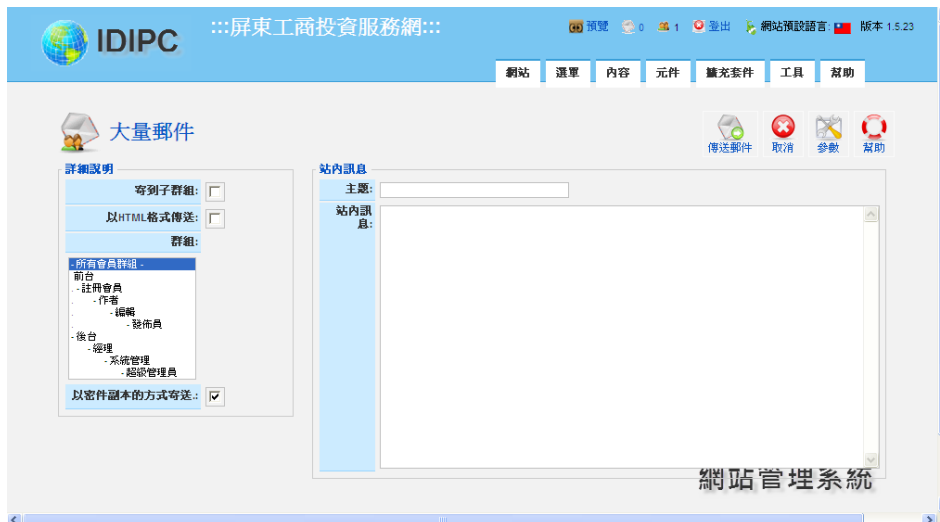 IDIPC
:::屏東工商投資服務網:::
預覽 0 1 登出 網站預設語言: 版本 1.5.23
網站 選單 內容 元件 擴充套件 工具 幫助
大量郵件
傳送郵件 取消 參數 幫助
詳細說明
寄到子群組:
以HTML格式傳送:
群組:
- 所有會員群組 -
前台
. - 註冊會員
. - 作者
. - 編輯
. - 發佈員
- 後台
- 經理
- 系統管理
- 超級管理員
以密件副本的方式寄送.:
站內訊息
主題:
站內訊
息:
網站管理系統